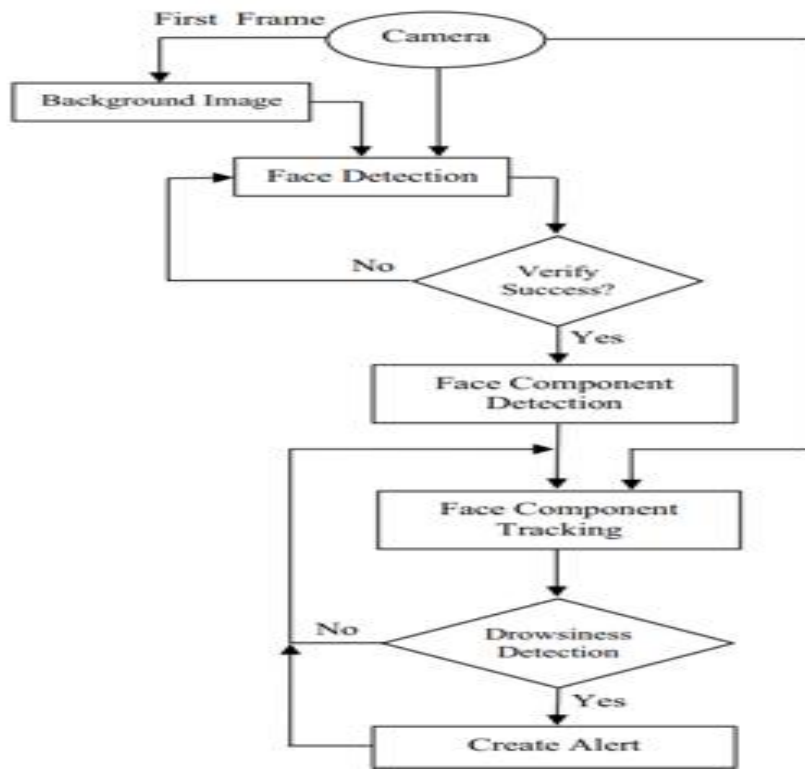 First Frame
Camera
Background Image
Face Detection
No
Verify
Success?
Yes
Face Component
Detection
Face Component
Tracking
No
Drowsiness
Detection
Yes
Create Alert